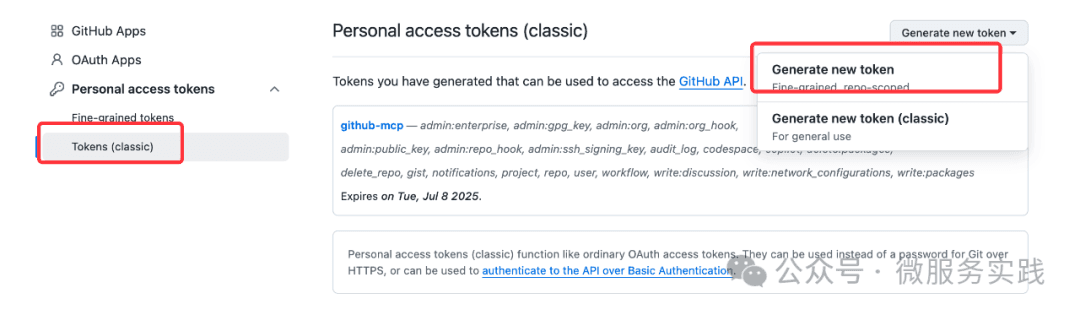 GitHub Apps
OAuth Apps
Personal access tokens
Fine-grained tokens
Tokens (classic)
Personal access tokens (classic)
Generate new token
Generate new token
Fine-grained, repo-scoped
Generate new token (classic)
For general use
Tokens you have generated that can be used to access the GitHub API.
github-mcp — admin:enterprise, admin:gpg_key, admin:org, admin:org_hook,
admin:public_key, admin:repo_hook, admin:ssh_signing_key, audit_log, codespace, copilot, delete:packages,
delete_repo, gist, notifications, project, repo, user, workflow, write:discussion, write:network_configurations, write:packages
Expires on Tue, Jul 8 2025.
Personal access tokens (classic) function like ordinary OAuth access tokens. They can be used instead of a password for Git over
HTTPS, or can be used to authenticate to the API over Basic Authentication.
公众号 · 微服务实践